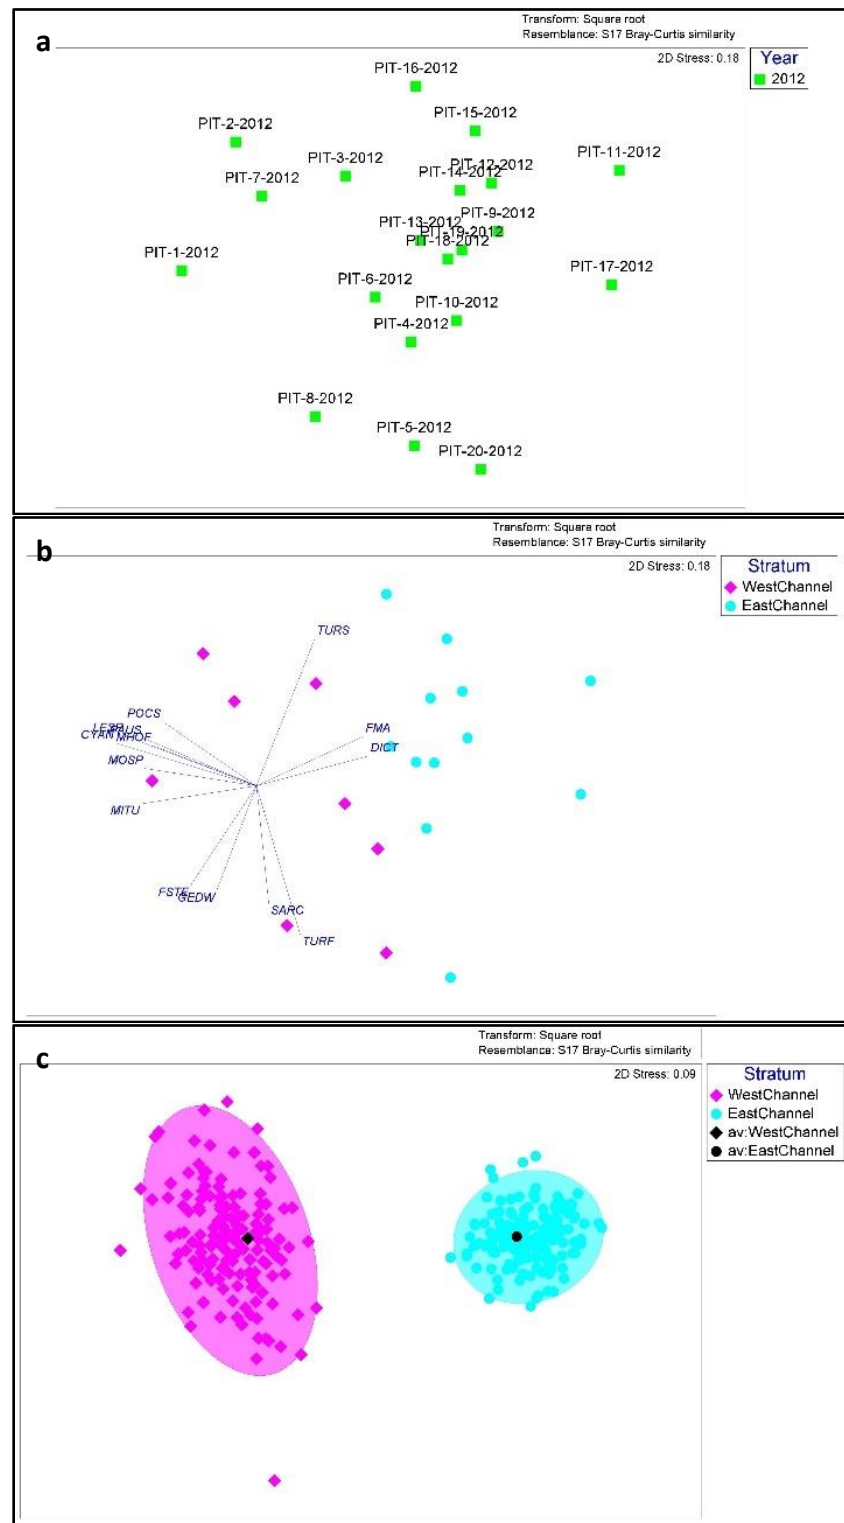 Transform: Square root
Resemblance: S17 Bray-Curtis similarity
a
2D Stress: 0.18
Year
2012
PIT-16-2012
PIT-15-2012
PIT-2-2012
PIT-3-2012
PIT-12-2012
PIT-11-2012
PIT-7-2012
PIT-14-2012
PIT-9-2012
PIT-13-2012
PIT-19-2012
PIT-18-2012
PIT-1-2012
PIT-17-2012
PIT-6-2012
PIT-10-2012
PIT-4-2012
PIT-8-2012
PIT-5-2012
PIT-20-2012
Transform: Square root
Resemblance: S17 Bray-Curtis similarity
b
2D Stress: 0.18
Stratum
WestChannel
EastChannel
TURS
POCS
FMA
CYAN
DICT
MOSP
MITU
FSTE
GEDW
SARC
TURF
Transform: Square root
Resemblance: S17 Bray-Curtis similarity
c
2D Stress: 0.09
Stratum
WestChannel
EastChannel
av:WestChannel
av:EastChannel